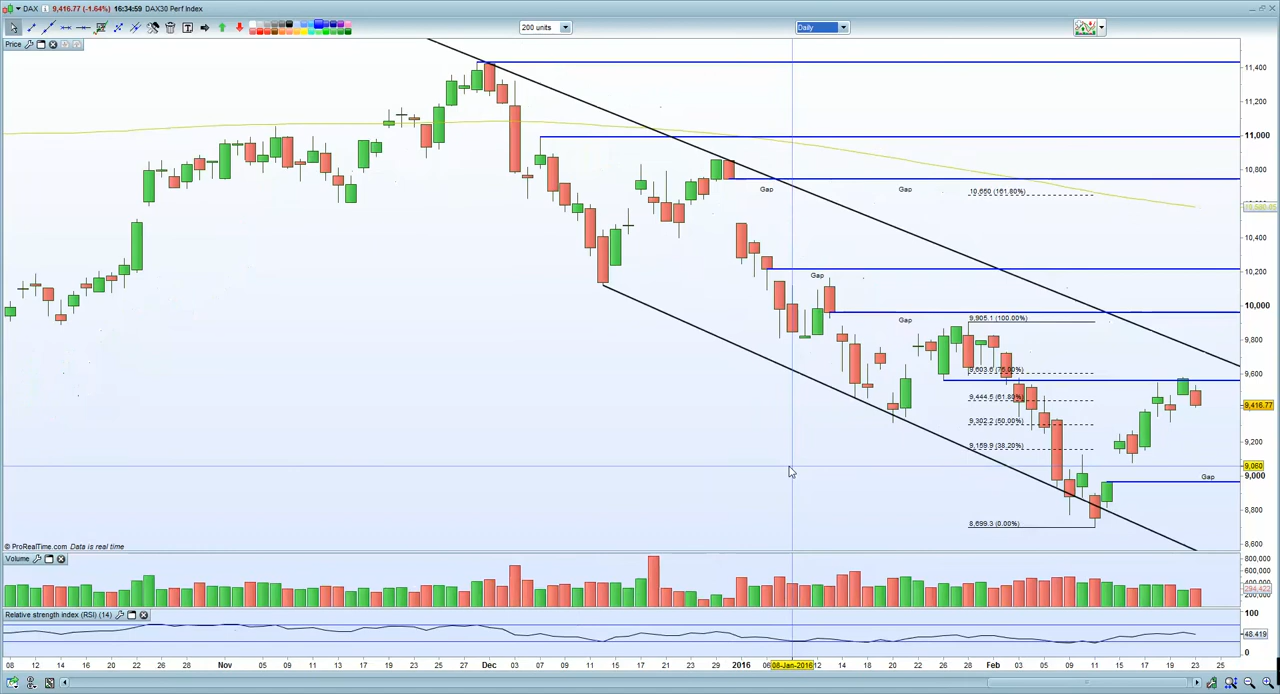 DAX 9,416.77 (-1.64%) 16:34:59 DAX30 Perf Index
200 units
Daily
Price
11,400
11,200
11,000
10,800
Gap
Gap
10,650 (161.80%)
10,400
Gap
10,200
10,000
Gap
9,905.1 (100.00%)
9,800
9,600
9,444.5 (61.80%)
9,416.77
9,302.2 (50.00%)
9,200
9,159.9 (38.20%)
9,060
9,000
Gap
8,800
8,699.3 (0.00%)
8,600
© ProRealTime.com Data is real time
Volume
800,000
600,000
400,000
200,000
294,422
Relative strength index (RSI) (14)
100
48.419
0
08 12 14 16 20 22 26 28 Nov 05 09 11 13 17 19 23 25 27 Dec 03 07 09 11 15 17 21 23 29 2016 08-Jan-2016 12 14 18 20 22 26 28 Feb 03 05 09 11 15 17 19 23 25